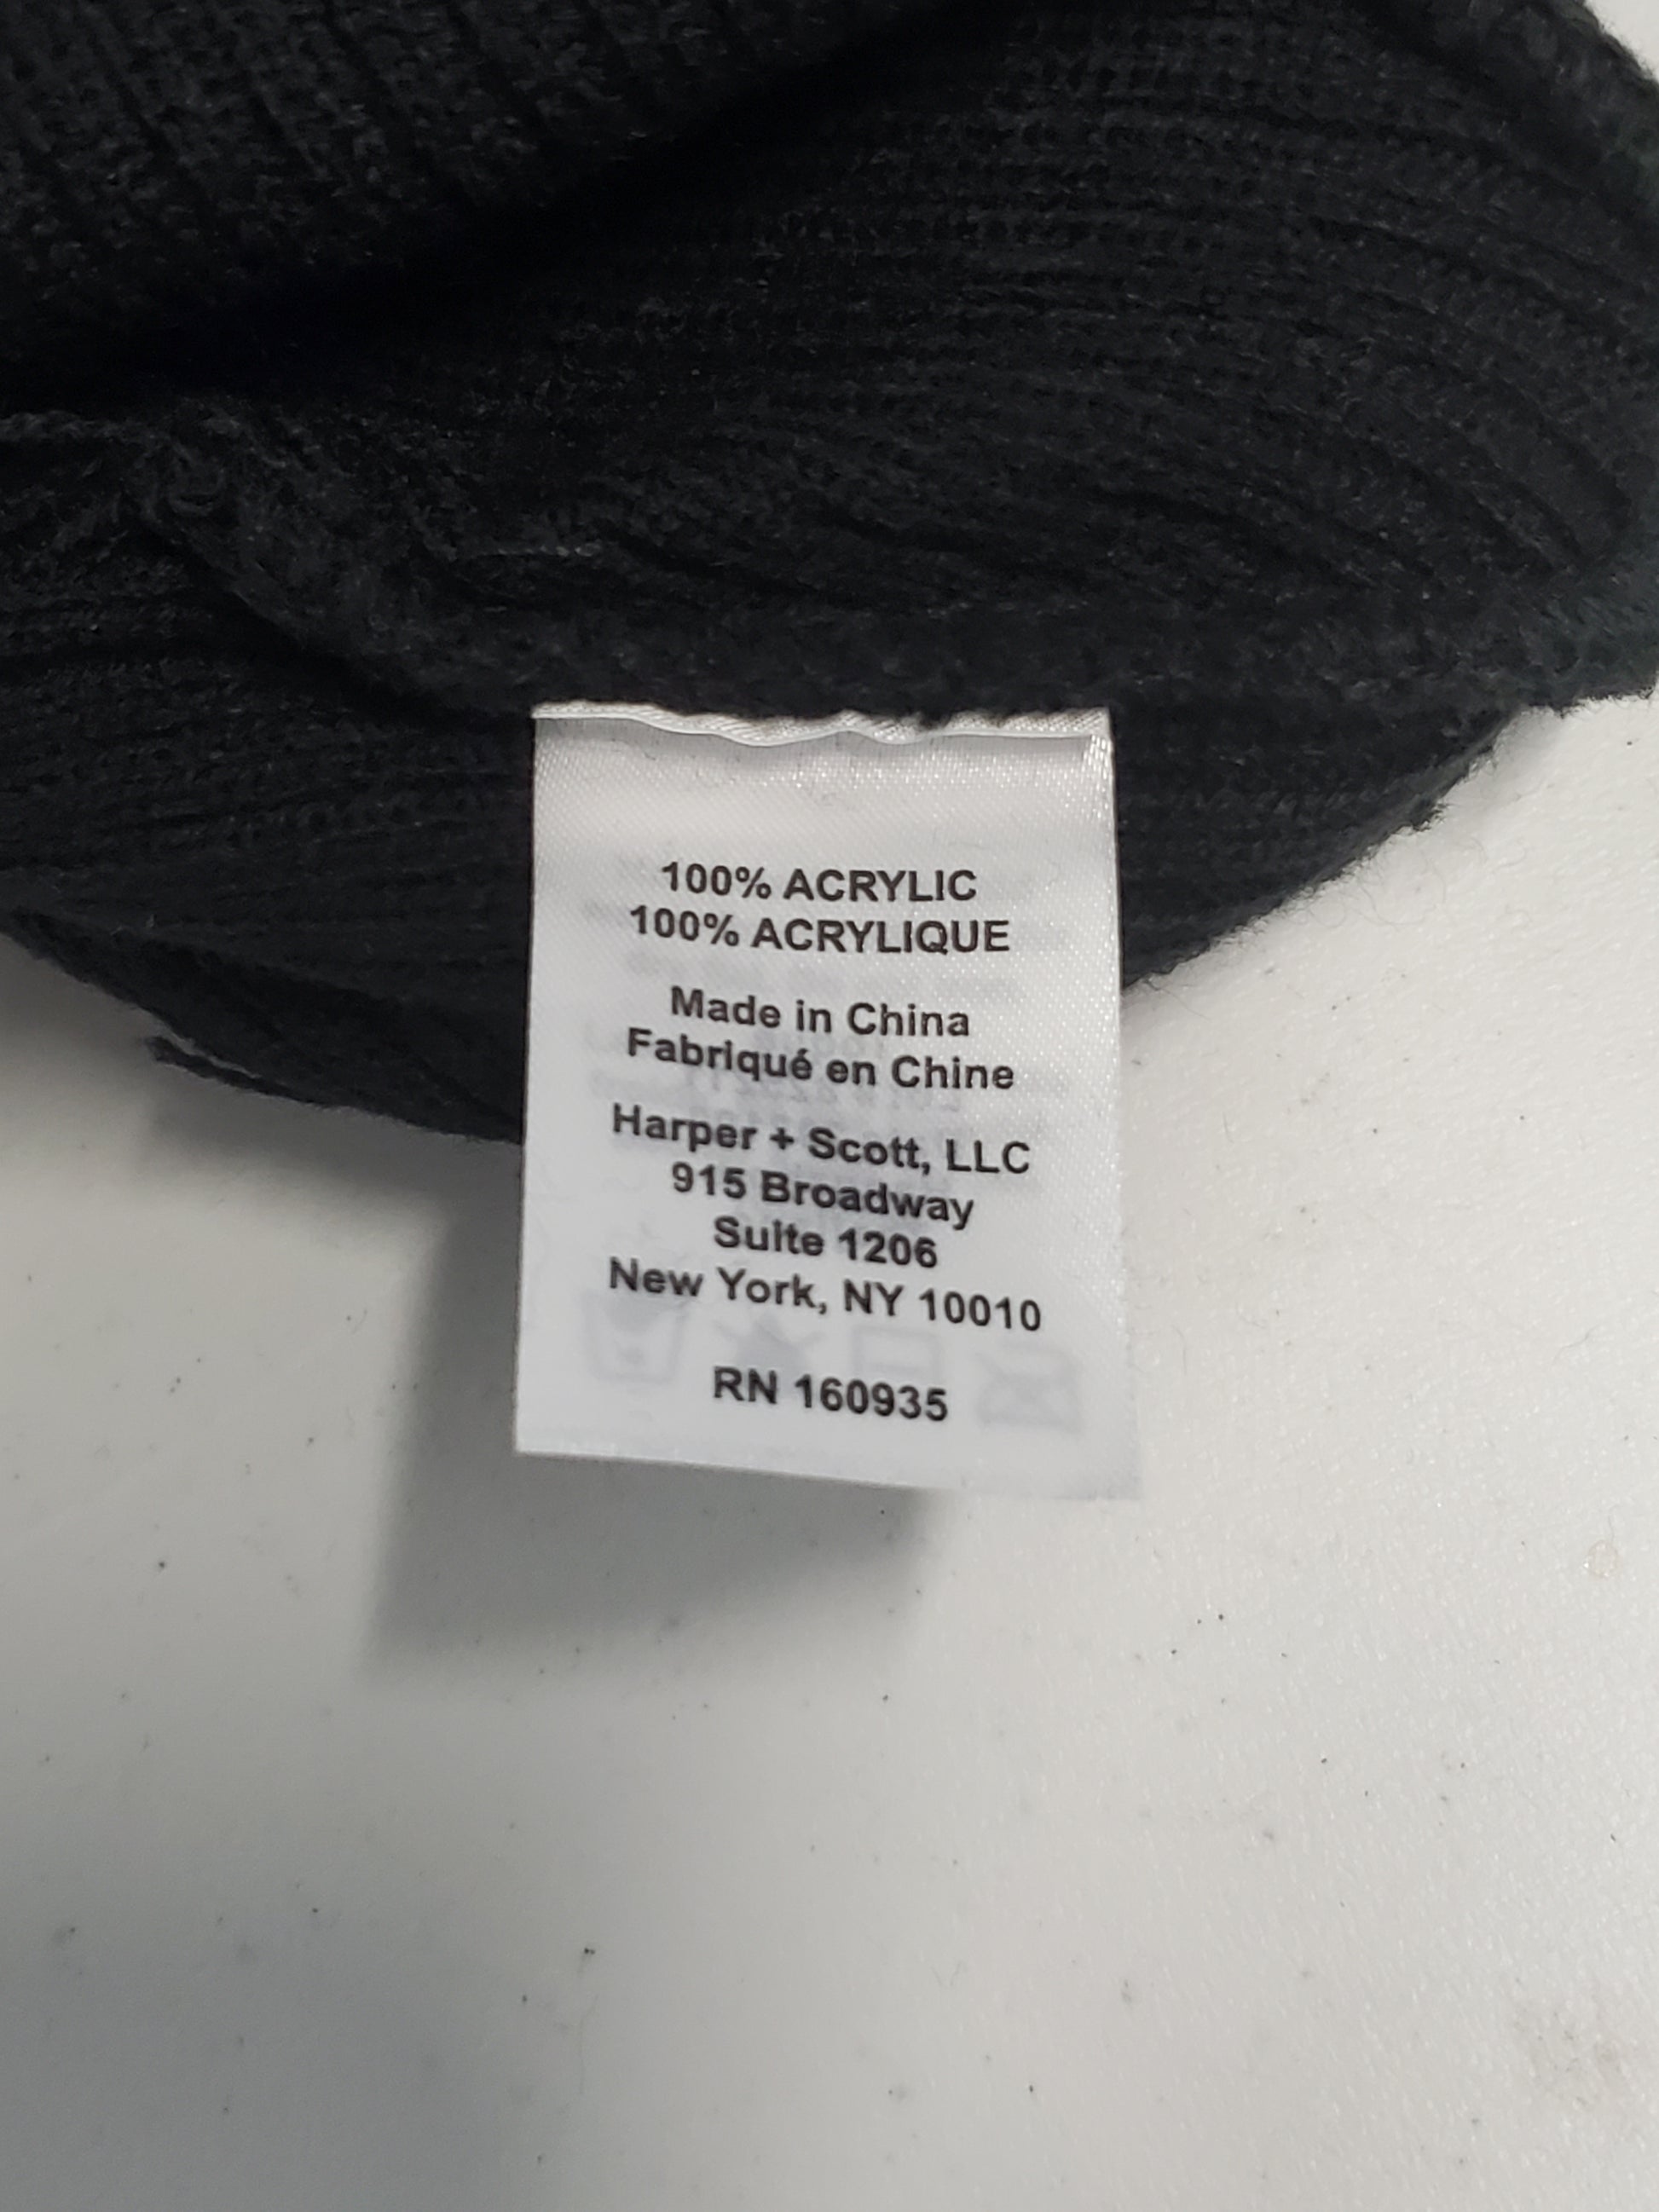 100% ACRYLIC
100% ACRYLIQUE
Made in China
Fabriqué en Chine
Harper + Scott, LLC
915 Broadway
Suite 1206
New York, NY 10010
RN 160935